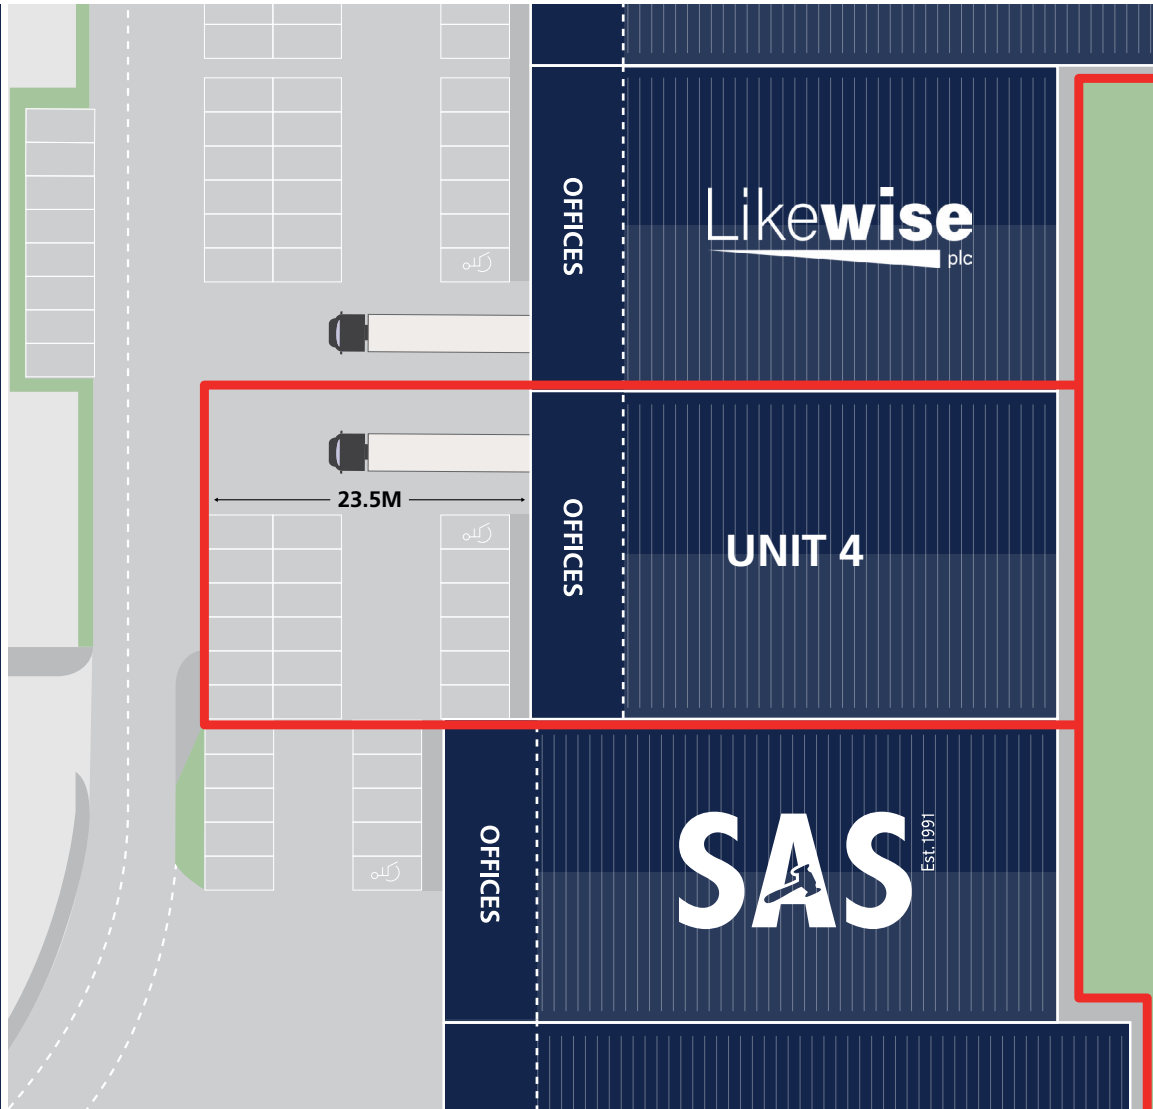 OFFICES
Likewise
plc
23.5M
OFFICES
UNIT 4
OFFICES
SAS
Est.1991